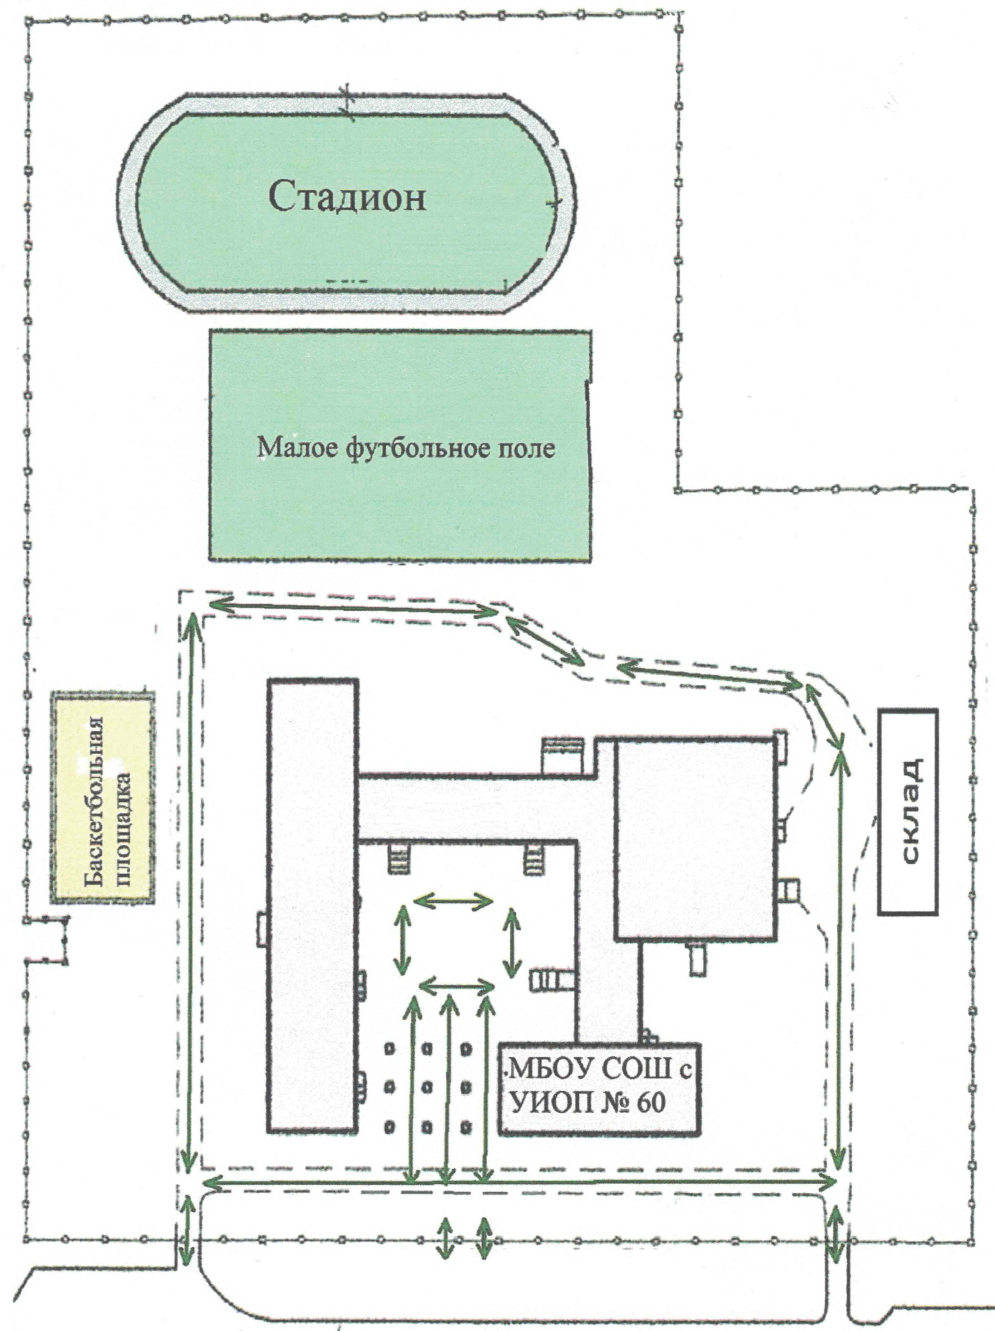 Стадион
Малое футбольное поле
Баскетбольная
площадка
склад
.МБОУ СОШ с
УИОП № 60